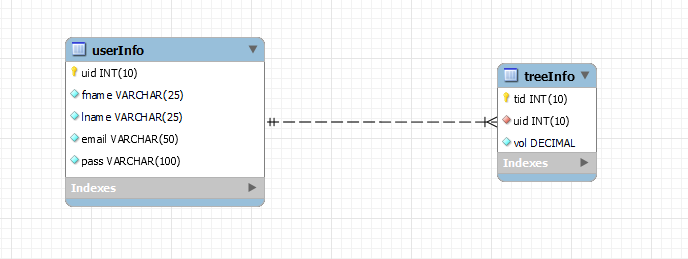 userInfo
uid INT(10)
fname VARCHAR(25)
lname VARCHAR(25)
email VARCHAR(50)
pass VARCHAR(100)
Indexes
treeInfo
tid INT(10)
uid INT(10)
vol DECIMAL
Indexes